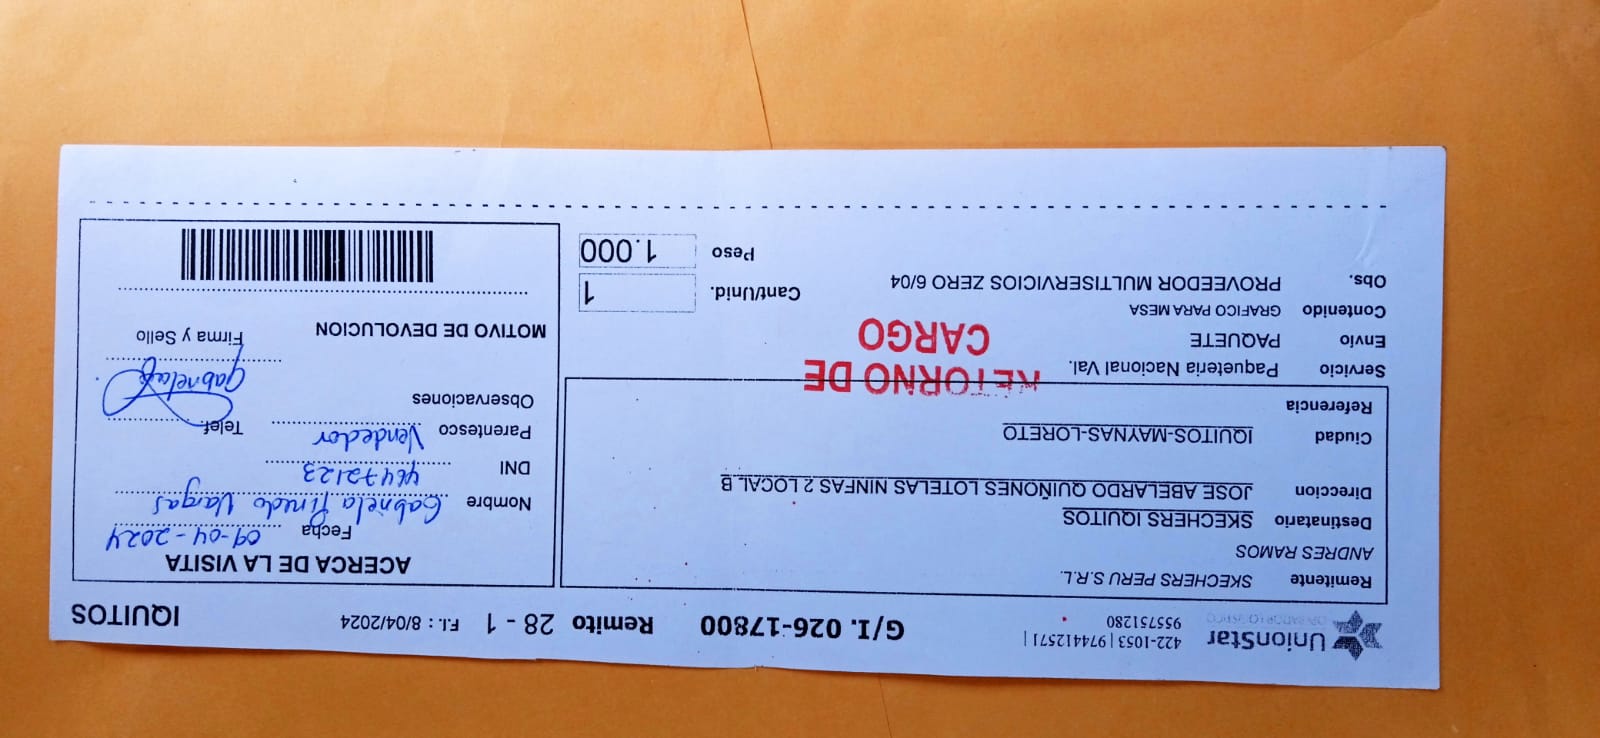 UnionStar
OPERADOR LOGISTICO
422-1053 | 974412571 |
955751280
G/I. 026-17800
Remito 28 - 1
F.I. : 8/04/2024
IQUITOS
Remitente SKECHERS PERU S.R.L.
ANDRES RAMOS
Destinatario SKECHERS IQUITOS
Direccion JOSE ABELARDO QUIÑONES LOTELAS NINFAS 2 LOCAL B
Ciudad IQUITOS-MAYNAS-LORETO
Referencia
Servicio Paqueteria Nacional Val.
Envio PAQUETE
Contenido GRAFICO PARA MESA
Obs. PROVEEDOR MULTISERVICIOS ZERO 6/04
RETORNO DE
CARGO
Cant/Unid. 1
Peso 1.000
ACERCA DE LA VISITA
Fecha 09-04-2024
Nombre Gabriela Pinedo Vargas
DNI 46472123
Parentesco Vendedor
Telef.
Observaciones
Gabriela
Firma y Sello
MOTIVO DE DEVOLUCION